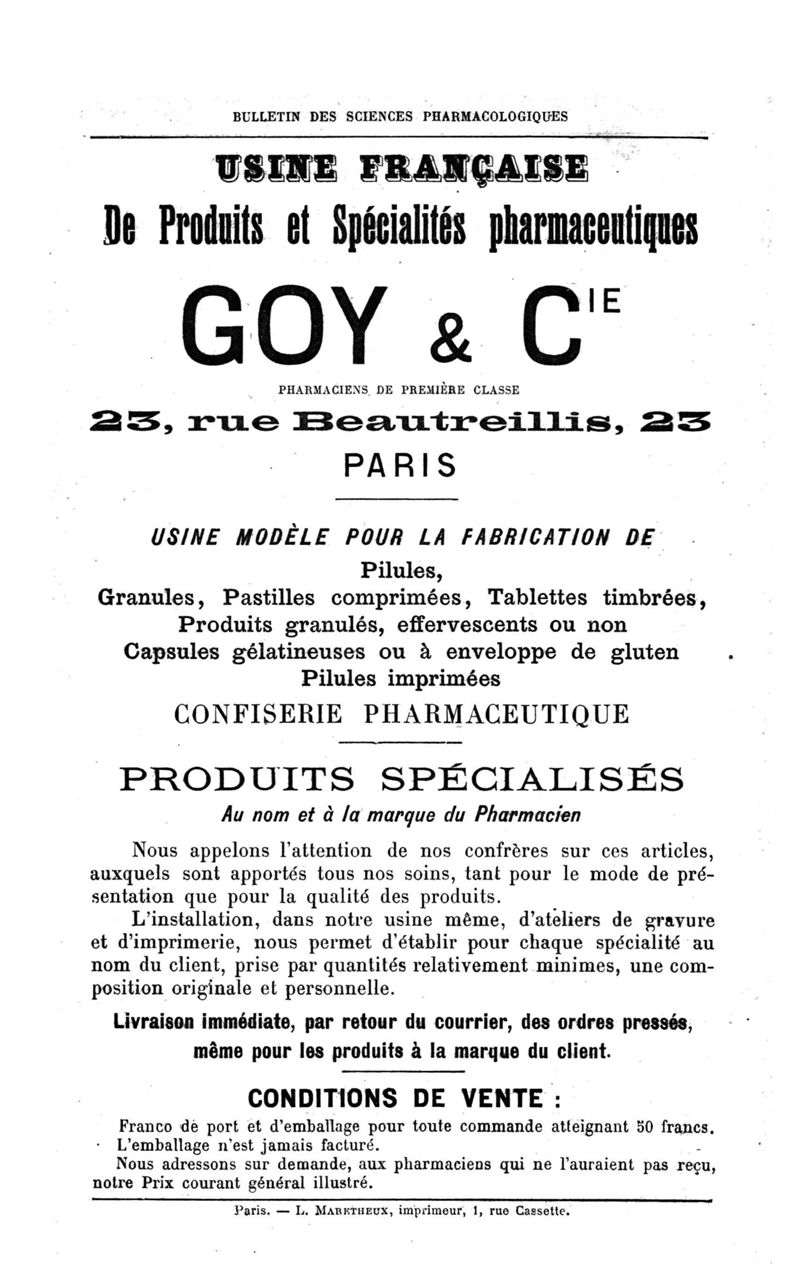 BULLETIN DES SCIENCES PHARMACOLOGIQUES
USINE FRANÇAISE
De Produits et Spécialités pharmaceutiques
GOY & CIE
PHARMACIENS DE PREMIÈRE CLASSE
23, rue Beautreillis, 23
PARIS
USINE MODÈLE POUR LA FABRICATION DE
Pilules,
Granules, Pastilles comprimées, Tablettes timbrées,
Produits granulés, effervescents ou non
Capsules gélatineuses ou à enveloppe de gluten
Pilules imprimées
CONFISERIE PHARMACEUTIQUE
PRODUITS SPÉCIALISÉS
Au nom et à la marque du Pharmacien
Nous appelons l'attention de nos confrères sur ces articles,
auxquels sont apportés tous nos soins, tant pour le mode de pré-
sentation que pour la qualité des produits.
L'installation, dans notre usine même, d'ateliers de gravure
et d'imprimerie, nous permet d'établir pour chaque spécialité au
nom du client, prise par quantités relativement minimes, une com-
position originale et personnelle.
Livraison immédiate, par retour du courrier, des ordres pressés,
même pour les produits à la marque du client.
CONDITIONS DE VENTE :
Franco de port et d'emballage pour toute commande atteignant 50 francs.
L'emballage n'est jamais facturé.
Nous adressons sur demande, aux pharmaciens qui ne l'auraient pas reçu,
notre Prix courant général illustré.
Paris. — L. MARETHEUX, imprimeur, 1, rue Cassette.